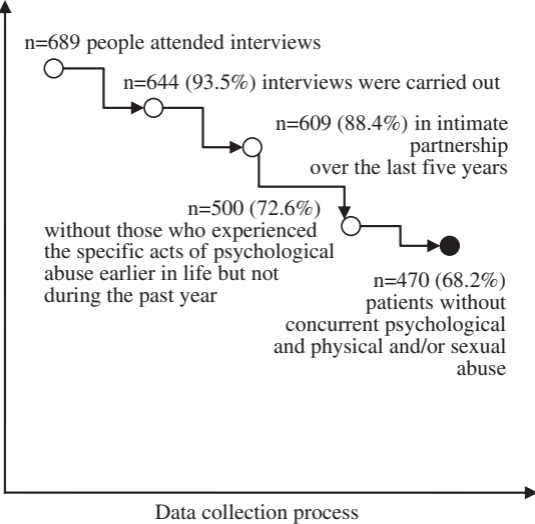 n=689 people attended interviews
n=644 (93.5%) interviews were carried out
n=609 (88.4%) in intimate
partnership
over the last five years
n=500 (72.6%)
without those who experienced
the specific acts of psychological
abuse earlier in life but not
during the past year
n=470 (68.2%)
patients without
concurrent psychological
and physical and/or sexual
abuse
Data collection process